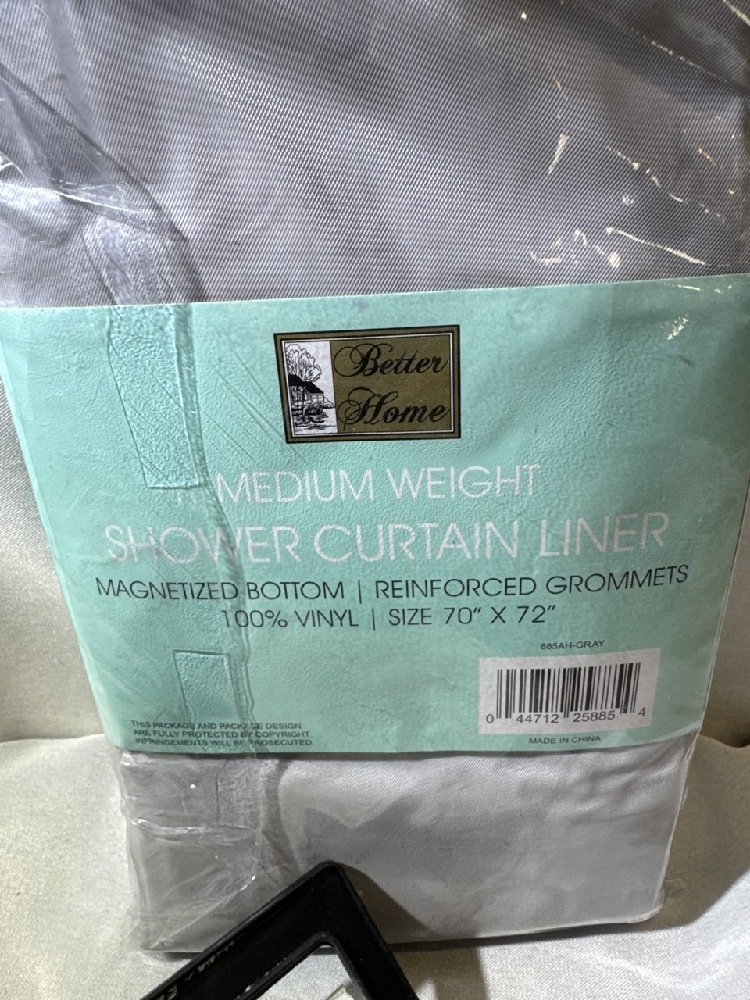 Better
Home
MEDIUM WEIGHT
SHOWER CURTAIN LINER
MAGNETIZED BOTTOM | REINFORCED GROMMETS
100% VINYL | SIZE 70" X 72"
885AH-GRAY
0 44712 25885 4
MADE IN CHINA
THIS PACKAGE AND PACKAGE DESIGN
ARE FULLY PROTECTED BY COPYRIGHT
INFRINGEMENTS WILL BE PROSECUTED